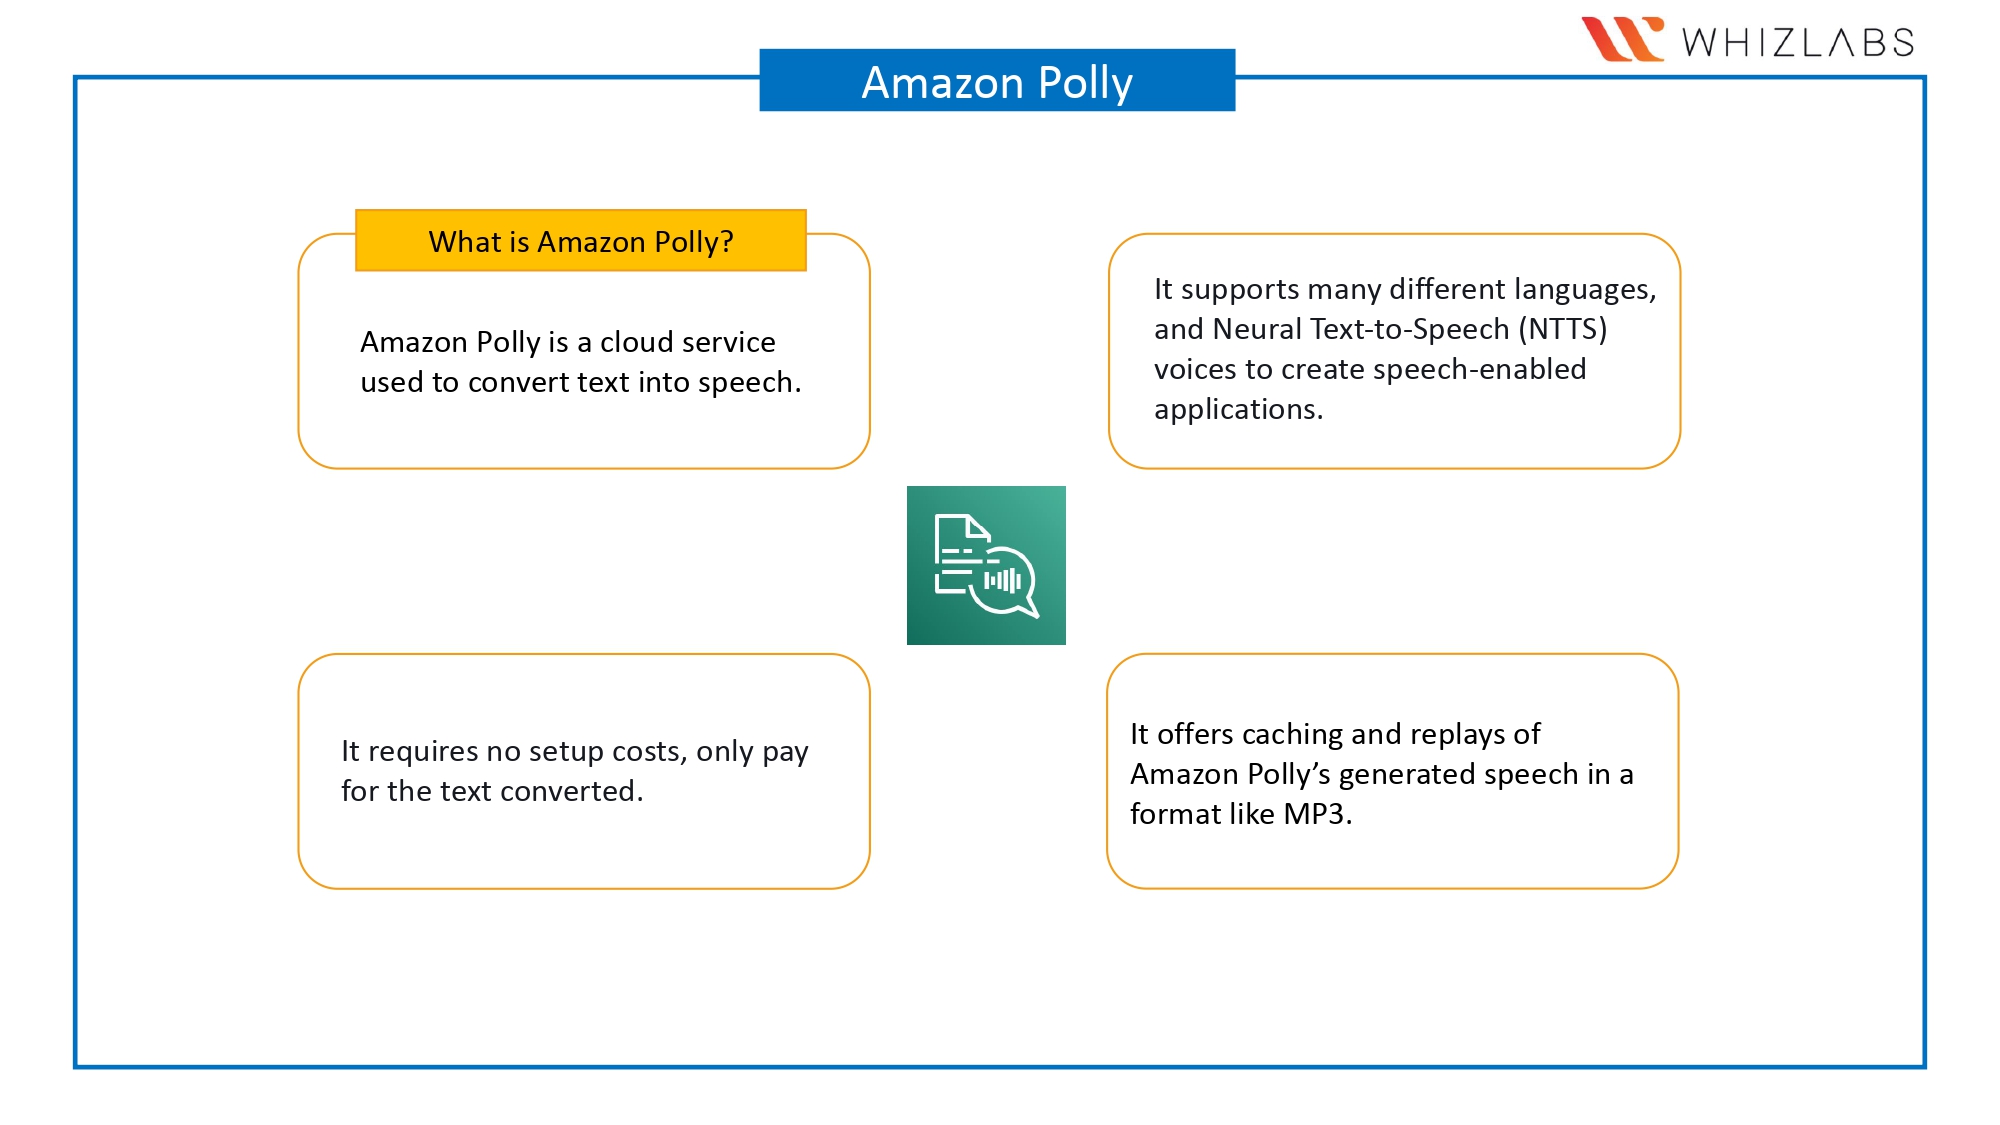 WHIZLABS
Amazon Polly
What is Amazon Polly?
Amazon Polly is a cloud service
used to convert text into speech.
It supports many different languages,
and Neural Text-to-Speech (NTTS)
voices to create speech-enabled
applications.
It requires no setup costs, only pay
for the text converted.
It offers caching and replays of
Amazon Polly’s generated speech in a
format like MP3.